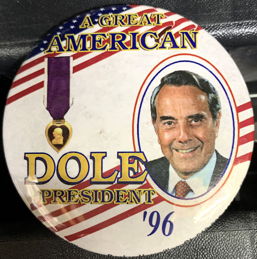 A GREAT
AMERICAN
DOLE
PRESIDENT
'96